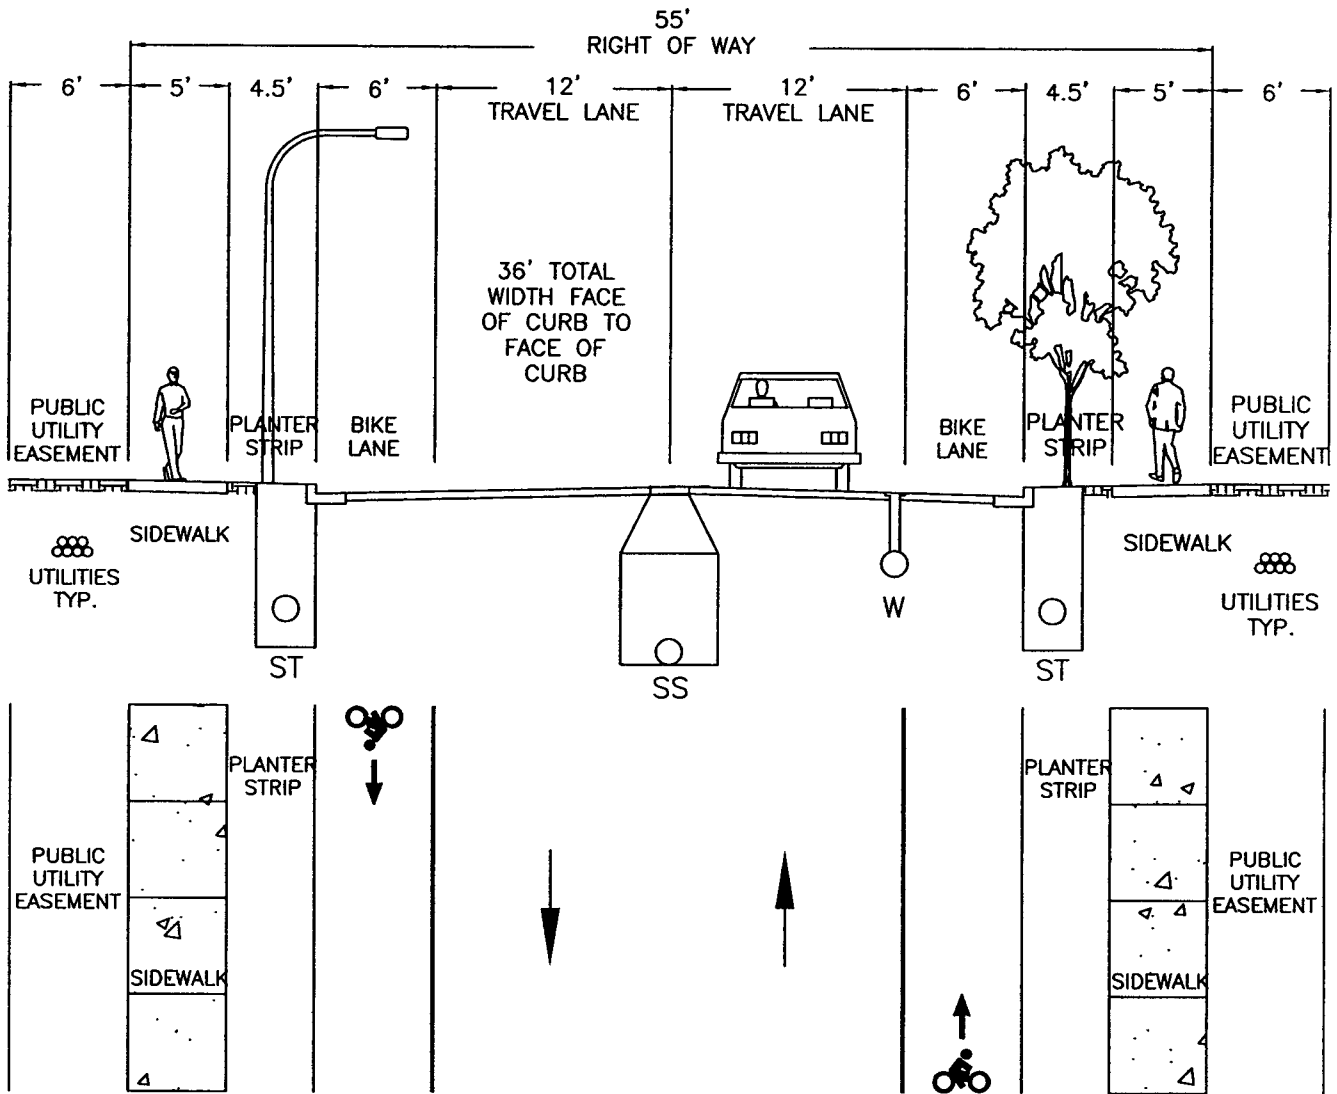 55'
RIGHT OF WAY
6' 5' 4.5' 6' 12' 12' 6' 4.5' 5' 6'
TRAVEL LANE TRAVEL LANE
36' TOTAL
WIDTH FACE
OF CURB TO
FACE OF
CURB
PUBLIC
UTILITY
EASEMENT
PLANTER
STRIP
BIKE
LANE
BIKE
LANE
PLANTER
STRIP
PUBLIC
UTILITY
EASEMENT
SIDEWALK
SIDEWALK
UTILITIES
TYP.
UTILITIES
TYP.
W
ST
SS
ST
PLANTER
STRIP
PLANTER
STRIP
PUBLIC
UTILITY
EASEMENT
PUBLIC
UTILITY
EASEMENT
SIDEWALK
SIDEWALK